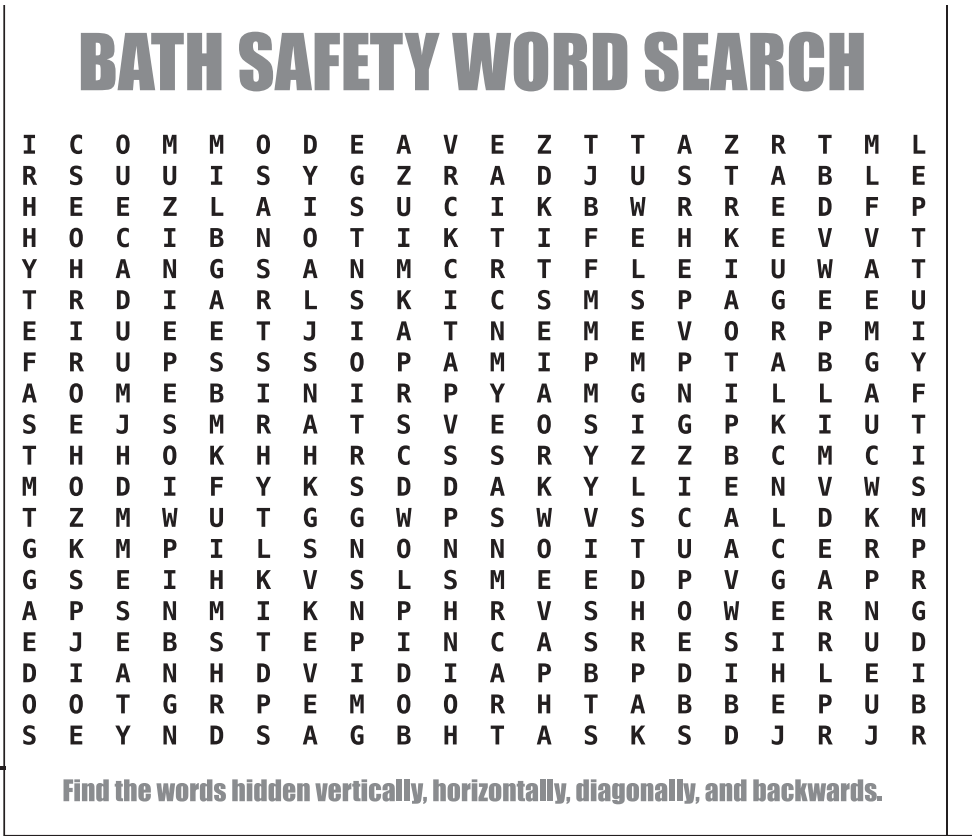 BATH SAFETY WORD SEARCH
I C O M M O D E A V E Z T T A Z R T M L
R S U U I S Y G Z R A D J U S T A B L E
H E E Z L A I S U C I K B W R R E D F P
H O C I B N O T I K T I F E H K E V V T
Y H A N G S A N M C R T F L E I U W A T
T R D I A R L S K I C S M S P A G E E U
E I U E E T J I A T N E M E V O R P M I
F R U P S S S O P A M I P M P T A B G Y
A O M E B I N I R P Y A M G N I L L A F
S E J S M R A T S V E O S I G P K I U T
T H H O K H H R C S S R Y Z Z B C M C I
M O D I F Y K S D D A K Y L I E N V W S
T Z M W U T G G W P S W V S C A L D K M
G K M P I L S N O N N O I T U A C E R P
G S E I H K V S L S M E E D P V G A P R
A P S N M I K N P H R V S H O W E R N G
E J E B S T E P I N C A S R E S I R U D
D I A N H D V I D I A P B P D I H L E I
O O T G R P E M O O R H T A B B E P U B
S E Y N D S A G B H T A S K S D J R J R
Find the words hidden vertically, horizontally, diagonally, and backwards.